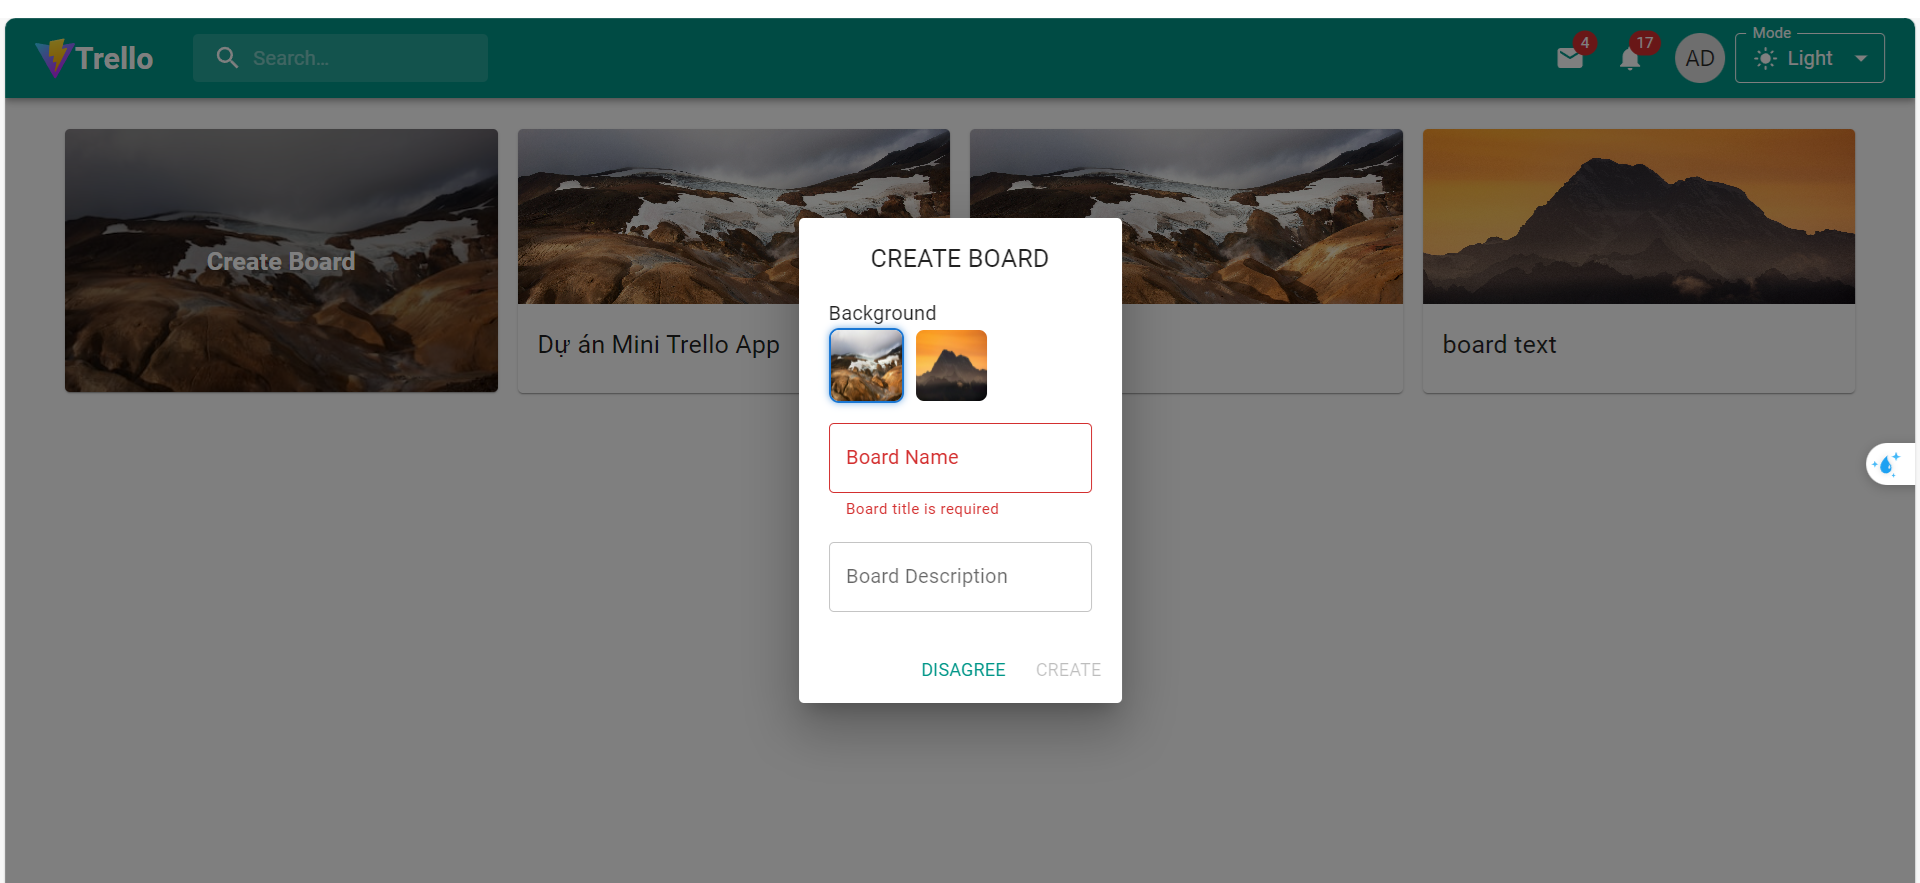 Trello
Search...
4
17
AD
Mode
Light
Create Board
Dự án Mini Trello App
board text
CREATE BOARD
Background
Board Name
Board title is required
Board Description
DISAGREE
CREATE